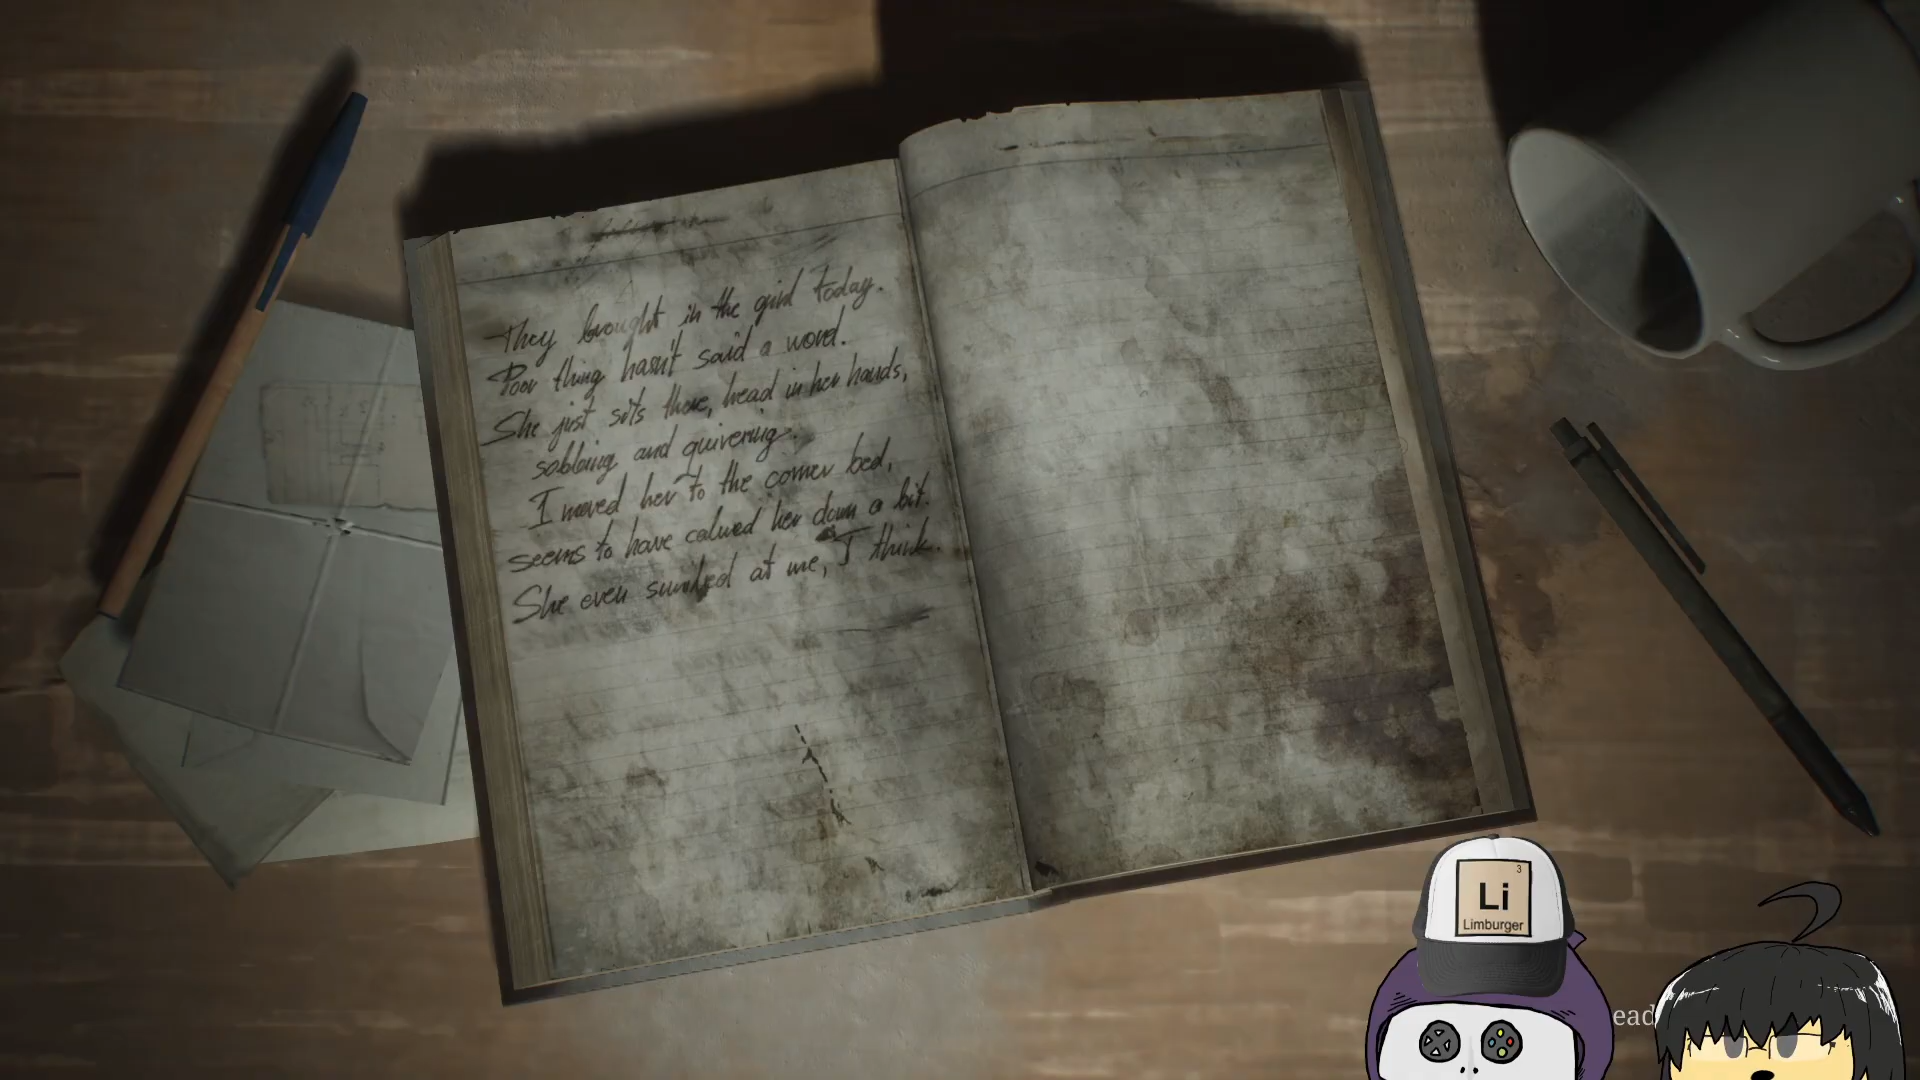 They brought in the girl today.
Poor thing hasn't said a word.
She just sits there, head in her hands,
sobbing and quivering.
I moved her to the corner bed,
seems to have calmed her down a bit.
She even smiled at me, I think.
3
Li
Limburger
ead